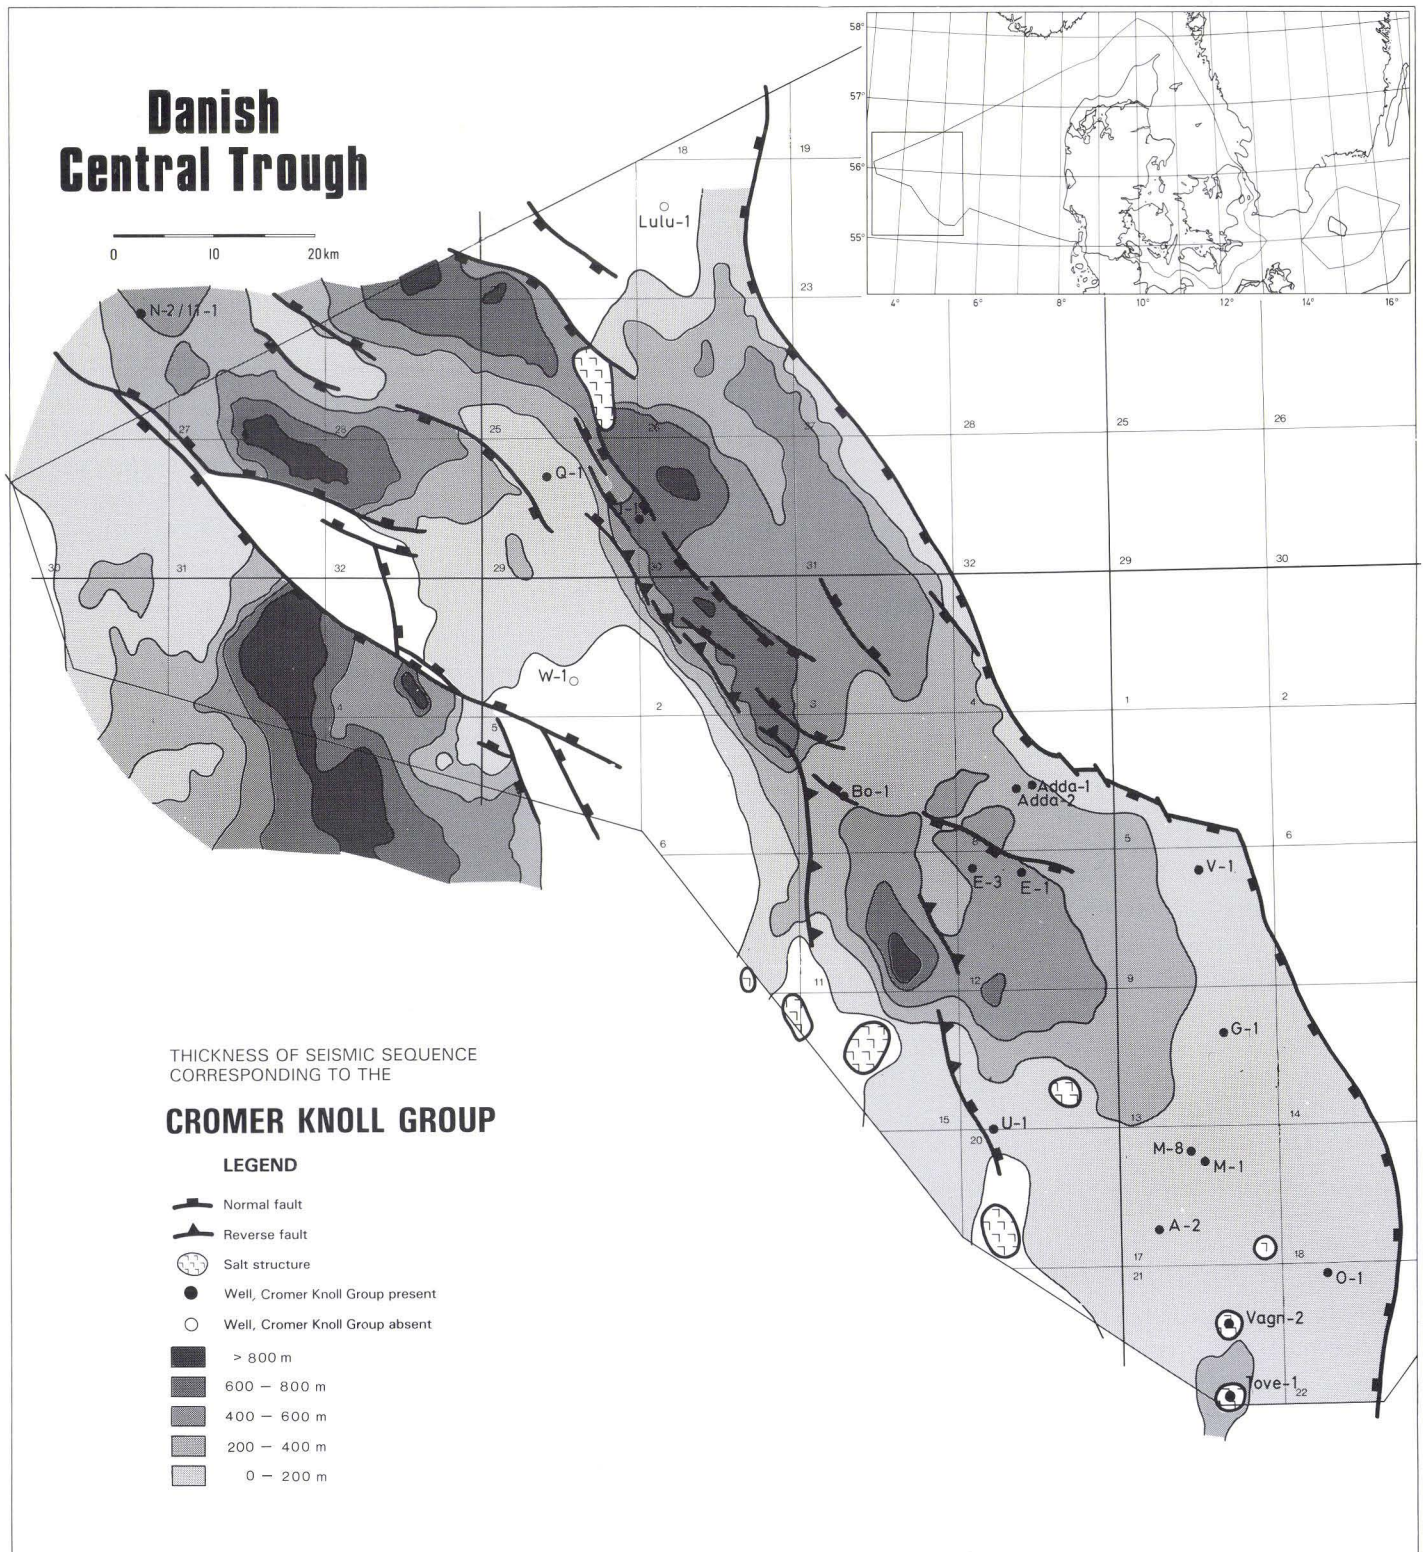 Danish
Central Trough
0 10 20 km
58°
57°
56°
55°
4° 6° 8° 10° 12° 14° 16°
18 19
Lulu-1
23
N-2/11-1
27 28 25 26 27 28 25 26
Q-1
30 31 32 29 30 31 32 29 30
W-1
4 5 2 3 4 1 2
Bo-1
Adda-1
Adda-2
6 8 5 6
E-3
E-1
V-1
11 12 9
G-1
15 13 14
20
U-1
M-8
M-1
A-2
17 18
21
O-1
Vagn-2
Tove-1
22
THICKNESS OF SEISMIC SEQUENCE
CORRESPONDING TO THE
CROMER KNOLL GROUP
LEGEND
Normal fault
Reverse fault
Salt structure
Well, Cromer Knoll Group present
Well, Cromer Knoll Group absent
> 800 m
600 – 800 m
400 – 600 m
200 – 400 m
0 – 200 m